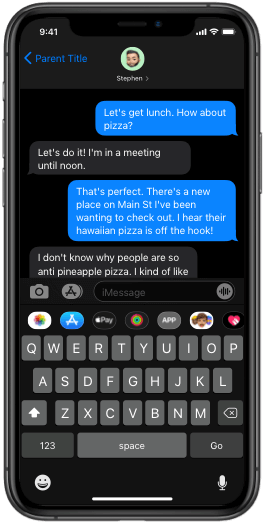 9:41
Parent Title
Stephen
Let's get lunch. How about
pizza?
Let's do it! I'm in a meeting
until noon.
That's perfect. There's a new
place on Main St I've been
wanting to check out. I hear their
hawaiian pizza is off the hook!
I don't know why people are so
anti pineapple pizza. I kind of like
iMessage
Pay
APP
Q W E R T Y U I O P
A S D F G H J K L
Z X C V B N M
123 space Go